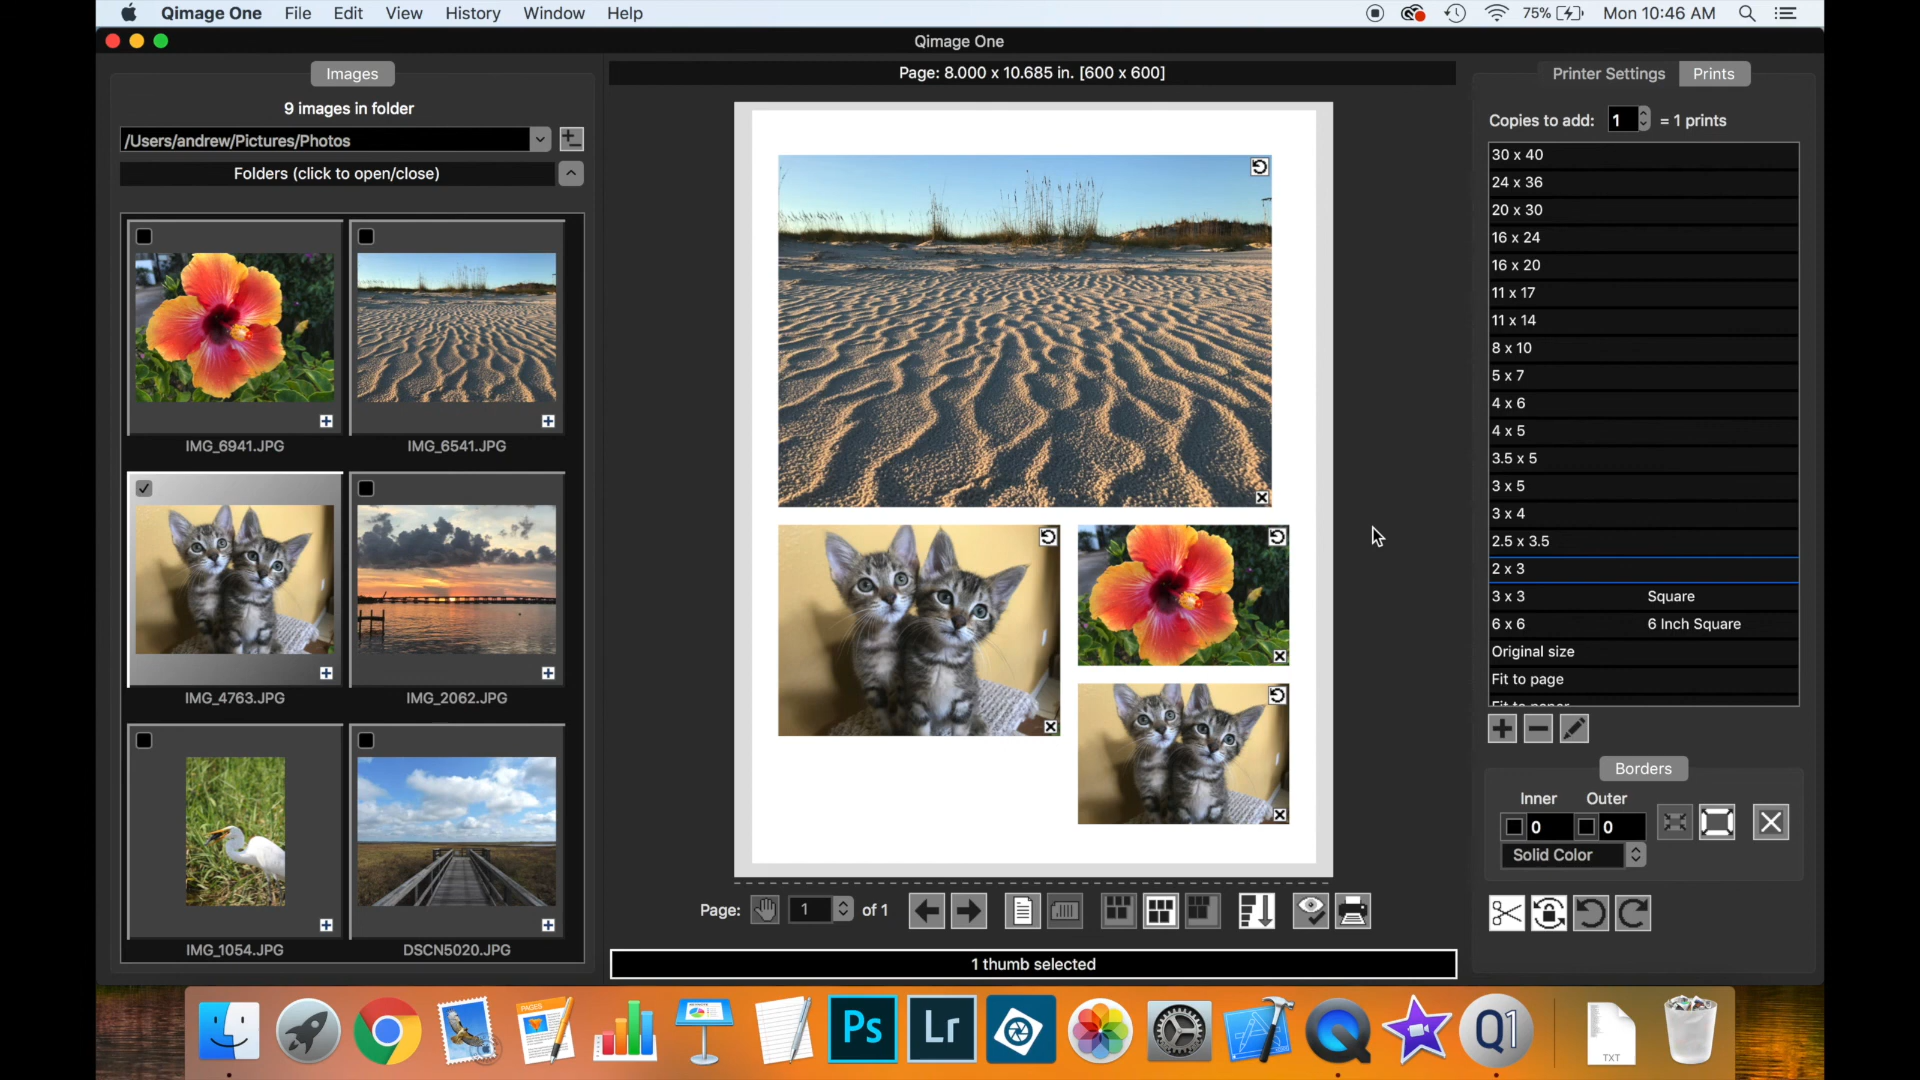 Qimage One File Edit View History Window Help
75% Mon 10:46 AM
Qimage One
Images
9 images in folder
/Users/andrew/Pictures/Photos
Folders (click to open/close)
IMG_6941.JPG
IMG_6541.JPG
IMG_4763.JPG
IMG_2062.JPG
IMG_1054.JPG
DSCN5020.JPG
Page: 8.000 x 10.685 in. [600 x 600]
Page: 1 of 1
1 thumb selected
Printer Settings Prints
Copies to add: 1 = 1 prints
30 x 40
24 x 36
20 x 30
16 x 24
16 x 20
11 x 17
11 x 14
8 x 10
5 x 7
4 x 6
4 x 5
3.5 x 5
3 x 5
3 x 4
2.5 x 3.5
2 x 3
3 x 3 Square
6 x 6 6 Inch Square
Original size
Fit to page
Fit to paper
Borders
Inner Outer
0 0
Solid Color
PAGES
Ps
Lr
Q1
TXT